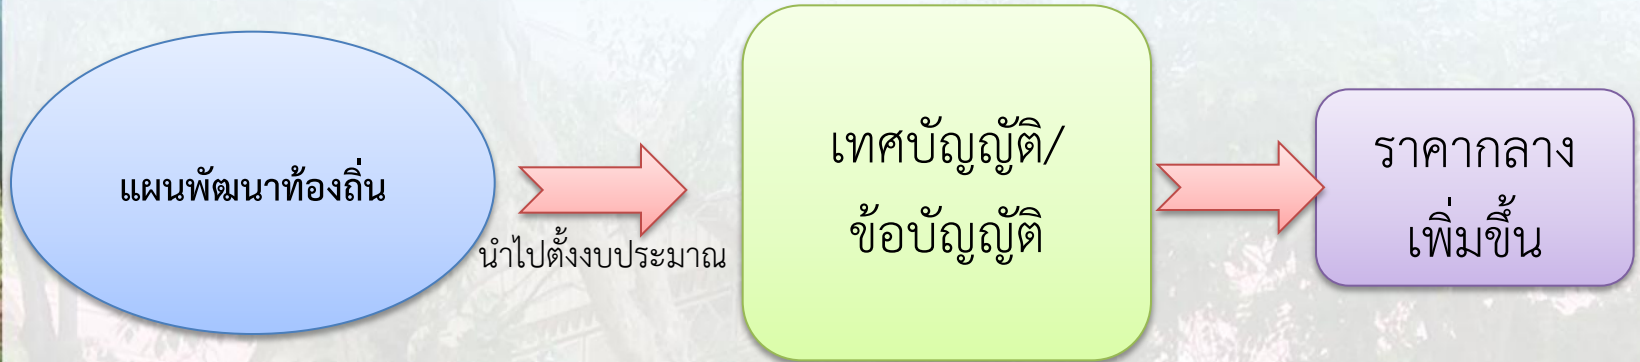 แผนพัฒนาท้องถิ่น
นำไปตั้งงบประมาณ
เทศบัญญัติ/
ข้อบัญญัติ
ราคากลาง
เพิ่มขึ้น